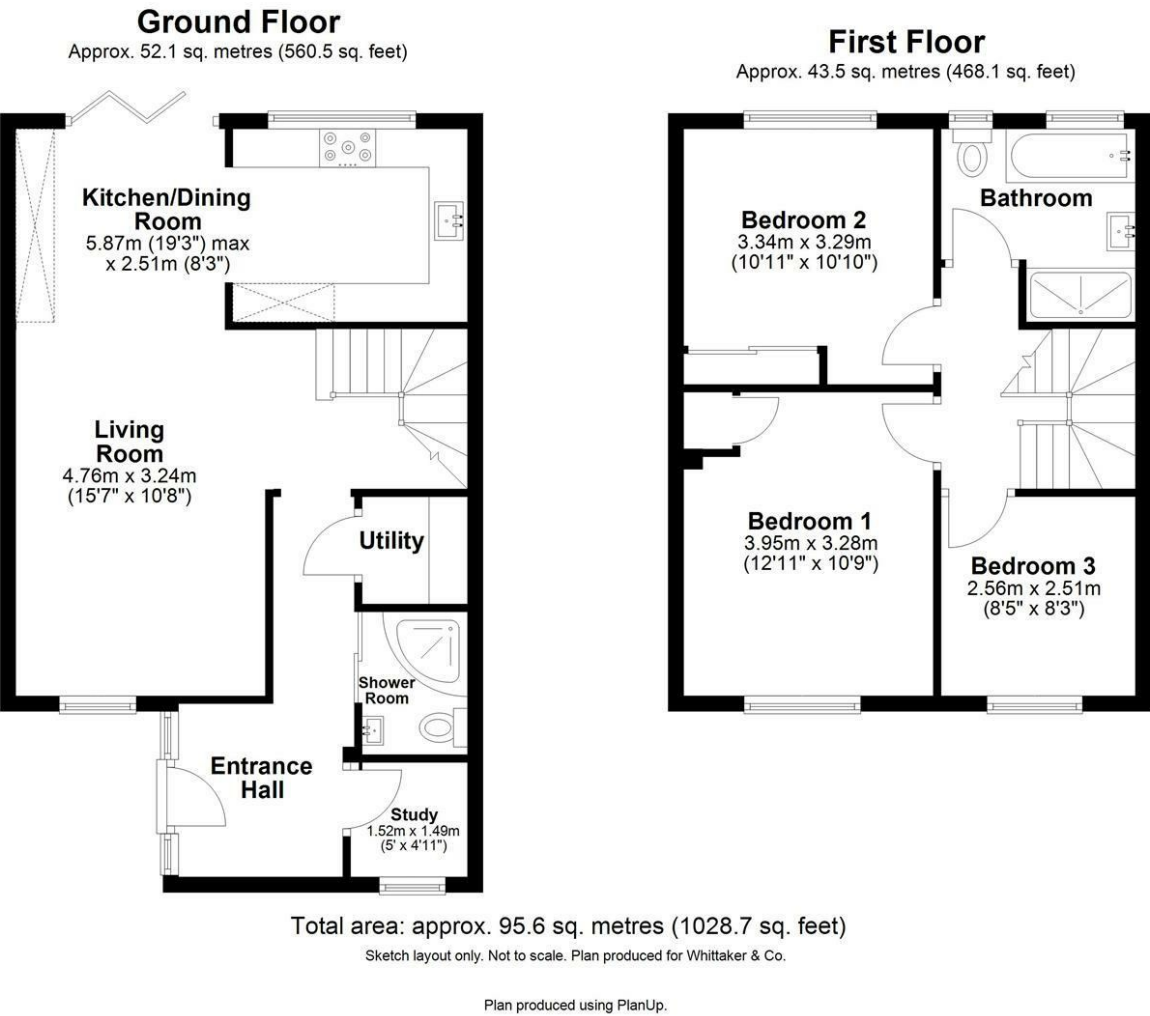 Ground Floor
Approx. 52.1 sq. metres (560.5 sq. feet)
Kitchen/Dining
Room
5.87m (19'3") max
x 2.51m (8'3")
Living
Room
4.76m x 3.24m
(15'7" x 10'8")
Utility
Shower
Room
Entrance
Hall
Study
1.52m x 1.49m
(5' x 4'11")
First Floor
Approx. 43.5 sq. metres (468.1 sq. feet)
Bedroom 2
3.34m x 3.29m
(10'11" x 10'10")
Bathroom
Bedroom 1
3.95m x 3.28m
(12'11" x 10'9")
Bedroom 3
2.56m x 2.51m
(8'5" x 8'3")
Total area: approx. 95.6 sq. metres (1028.7 sq. feet)
Sketch layout only. Not to scale. Plan produced for Whittaker & Co.
Plan produced using PlanUp.